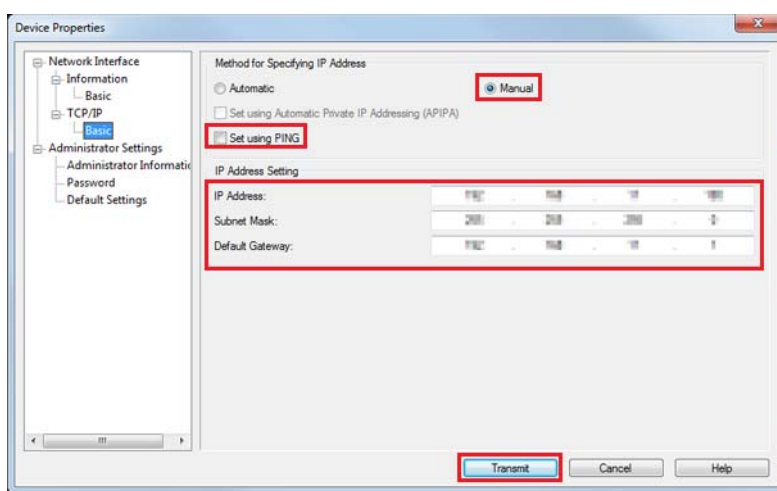 Device Properties
Network Interface
Information
Basic
TCP/IP
Basic
Administrator Settings
Administrator Informatic
Password
Default Settings
Method for Specifying IP Address
Automatic
Manual
Set using Automatic Private IP Addressing (APIPA)
Set using PING
IP Address Setting
IP Address:
Subnet Mask:
Default Gateway:
Transmit
Cancel
Help